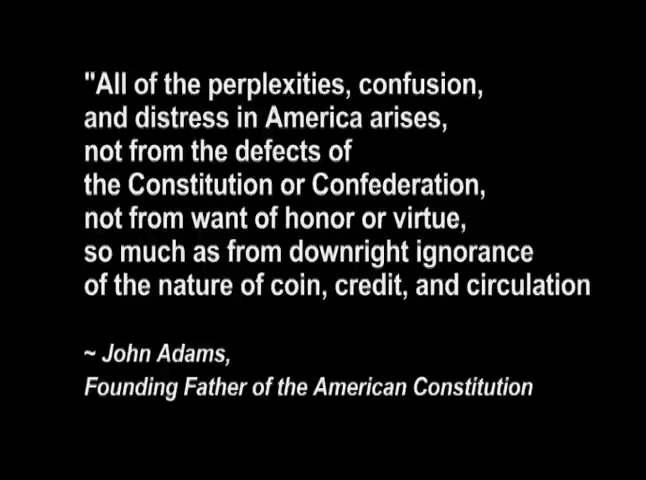 "All of the perplexities, confusion,
and distress in America arises,
not from the defects of
the Constitution or Confederation,
not from want of honor or virtue,
so much as from downright ignorance
of the nature of coin, credit, and circulation
~ John Adams,
Founding Father of the American Constitution